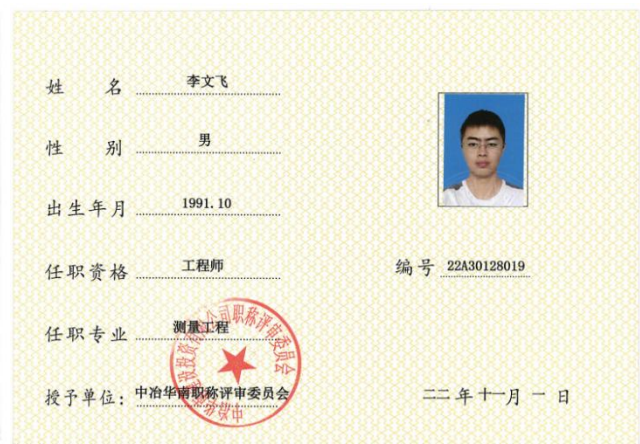 姓 名 李文飞
性 别 男
出生年月 1991.10
任职资格 工程师
编号 22A30128019
任职专业 测量工程
授予单位: 中冶华南职称评审委员会
二二年十一月一日